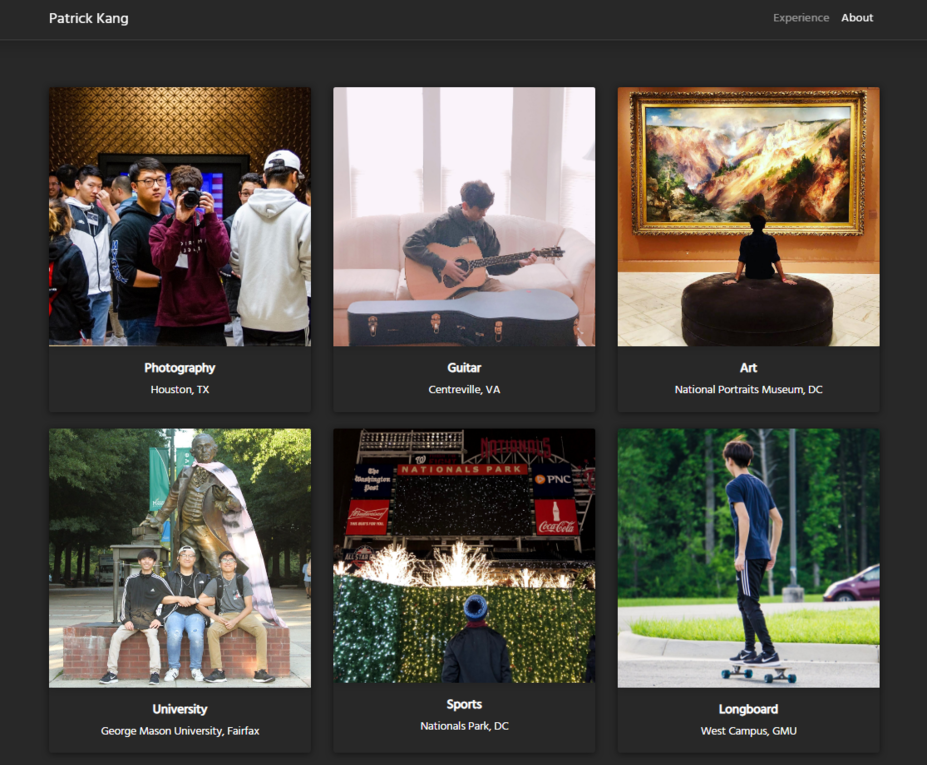 Patrick Kang
Experience
About
Photography
Houston, TX
Guitar
Centreville, VA
Art
National Portraits Museum, DC
NATIONALS
NATIONALS PARK
The
Washington
Post
PNC
Budweiser
Coca-Cola
University
George Mason University, Fairfax
Sports
Nationals Park, DC
Longboard
West Campus, GMU